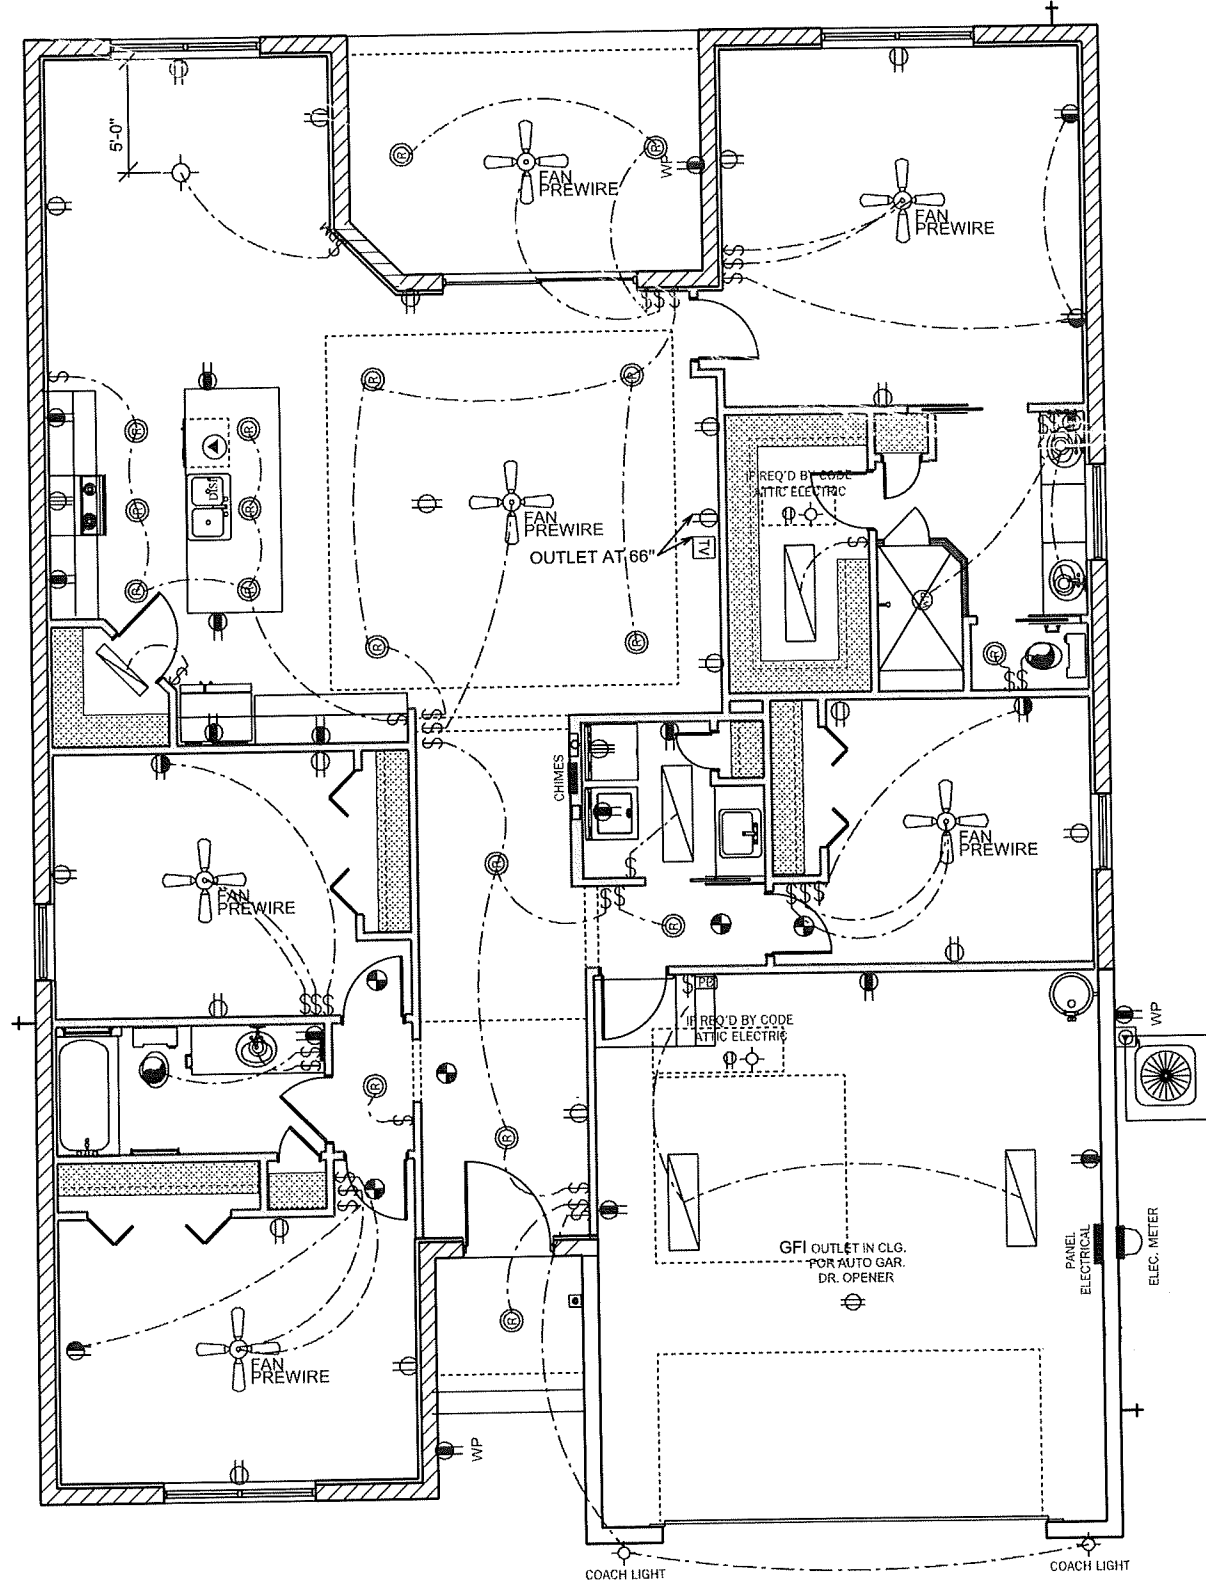 5'-0"
R
R
WP
FAN
PREWIRE
FAN
PREWIRE
$
$
$
$
$
$
$
$
R
R
R
R
IF REQ'D BY CODE
ATTIC ELECTRIC
R
R
DISP
FAN
PREWIRE
OUTLET AT 66"
TV
$
R
R
WP
R
R
R
$
$
$
$
$
$
$
CHIMES
FAN
PREWIRE
R
$
FAN
PREWIRE
$$
$$$
R
$$$
$
IF REQ'D BY CODE
ATTIC ELECTRIC
WP
$
$
R
$
R
$
$
$
$
$
$
GFI OUTLET IN CLG.
FOR AUTO GAR.
DR. OPENER
PANEL
ELECTRICAL
ELEC. METER
R
FAN
PREWIRE
WP
COACH LIGHT
COACH LIGHT